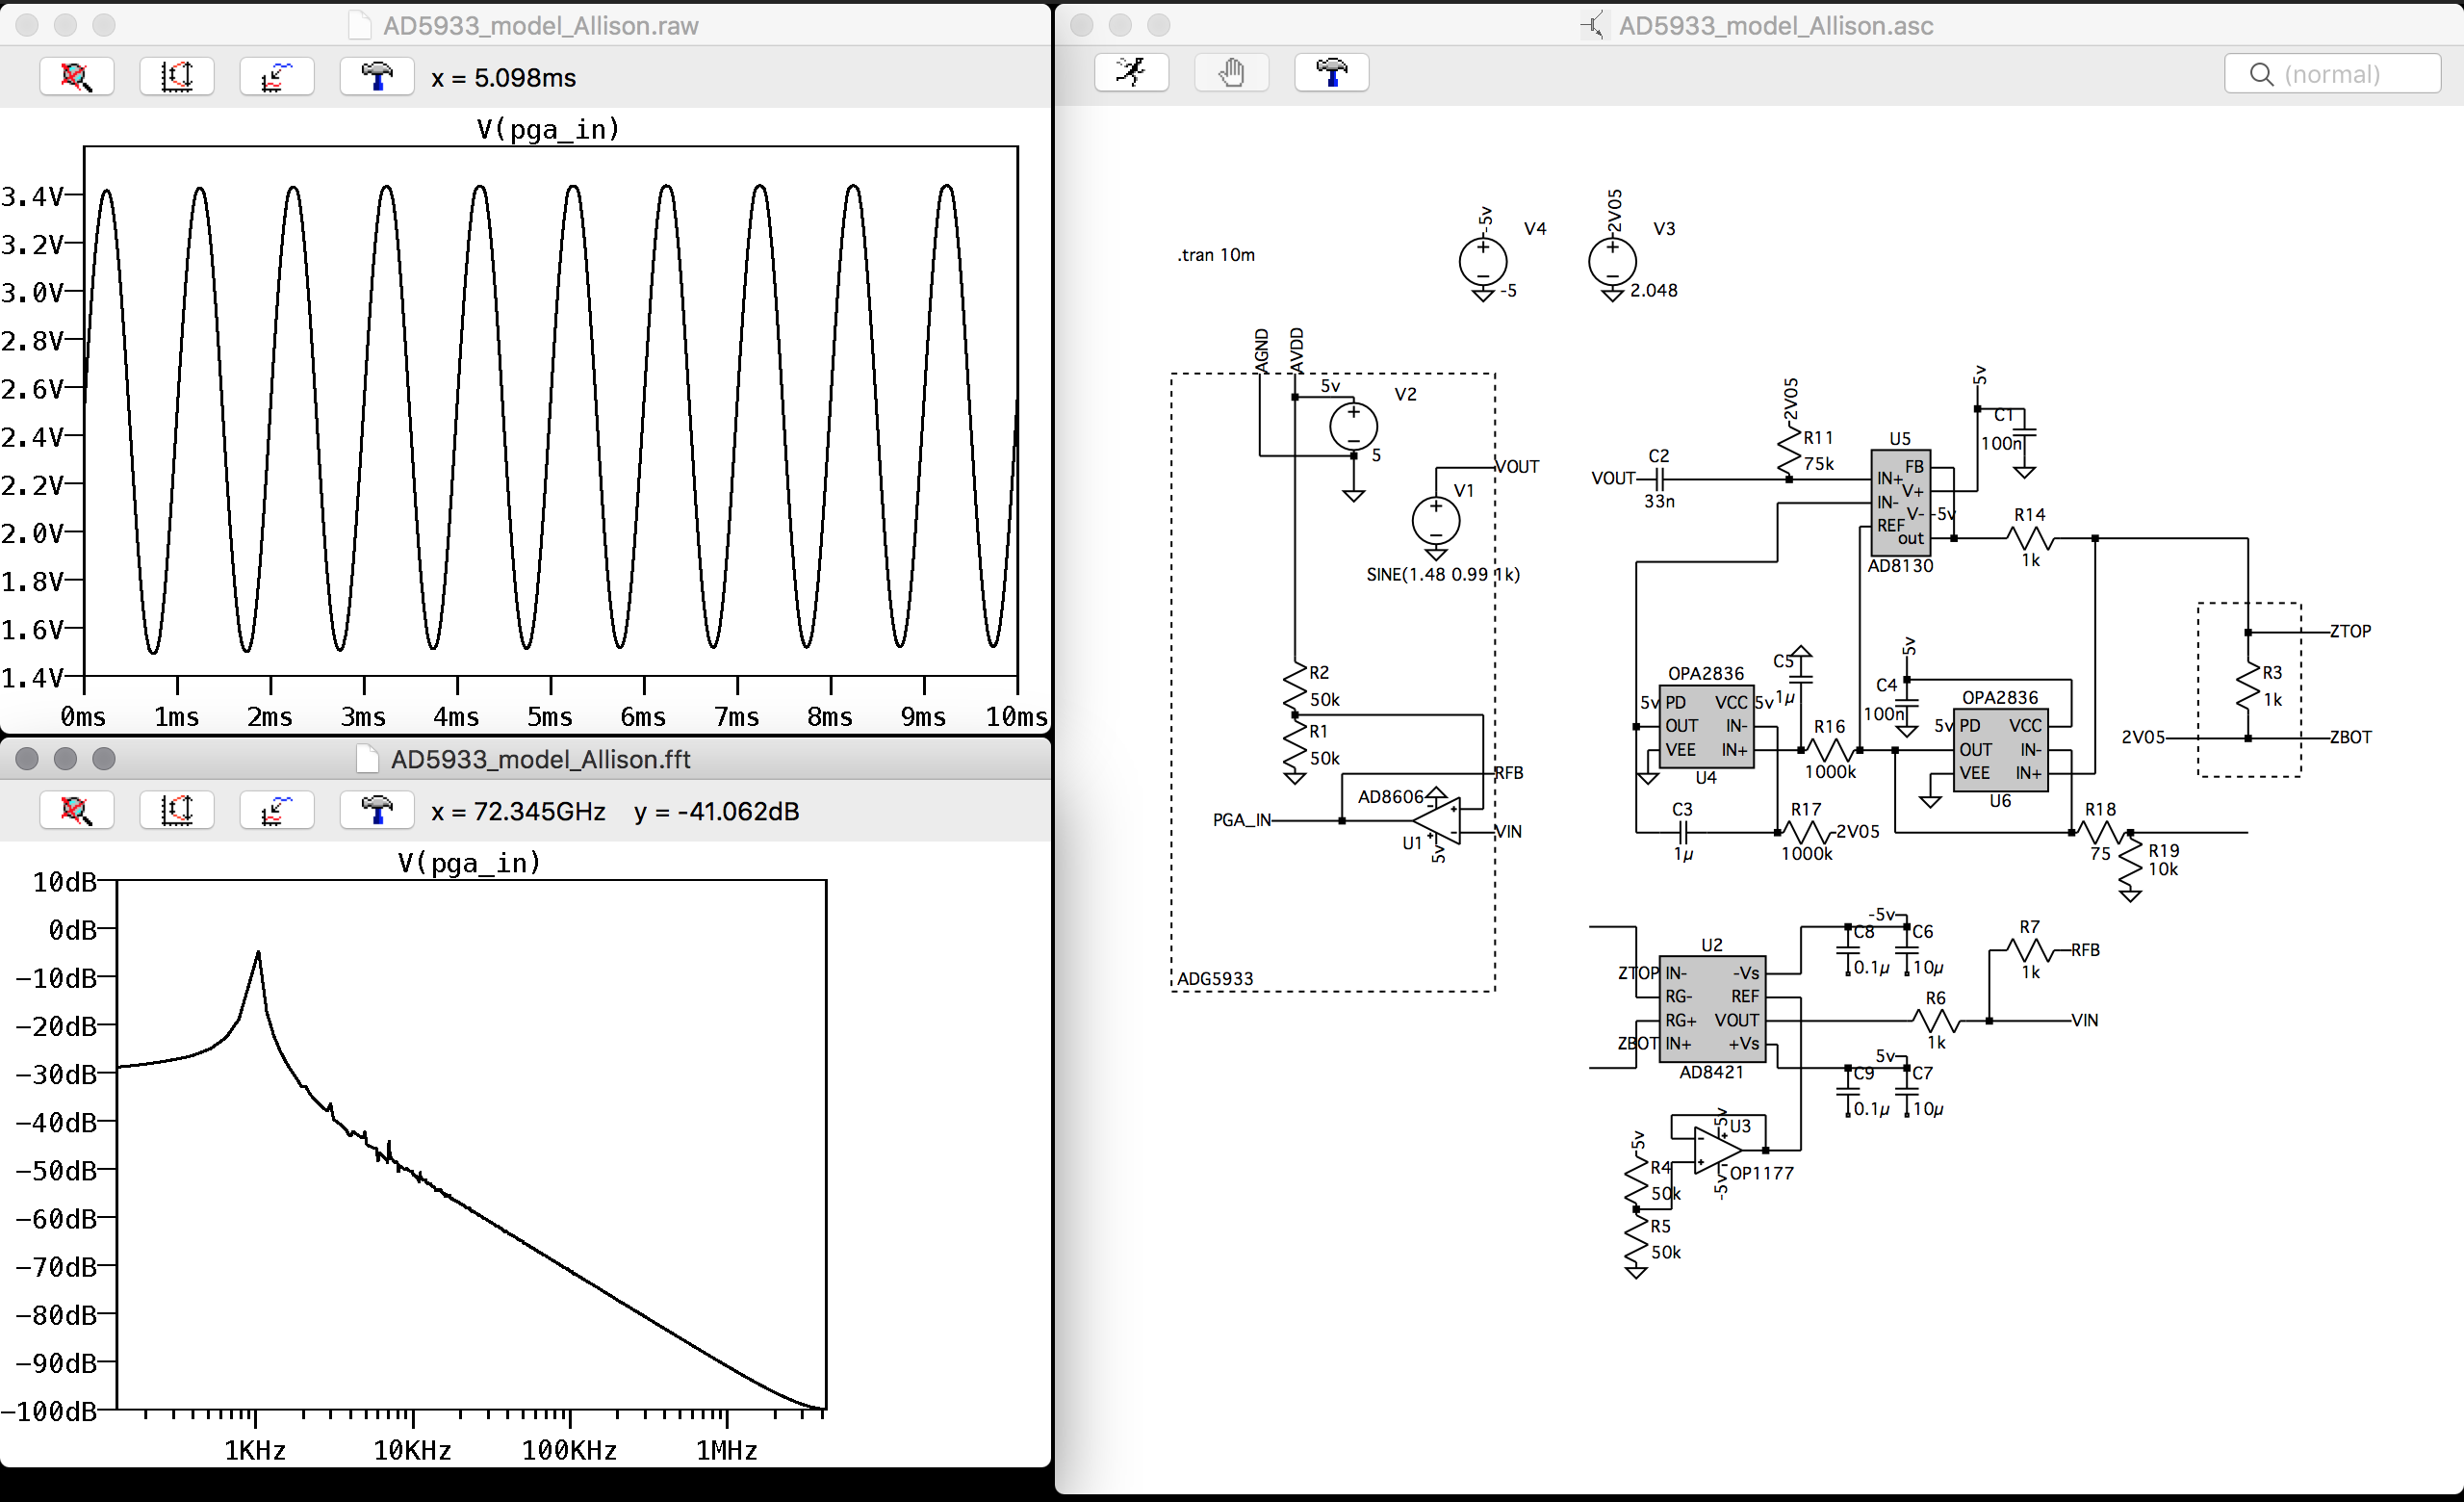 AD5933_model_Allison.raw
x = 5.098ms
V(pga_in)
3.4V
3.2V
3.0V
2.8V
2.6V
2.4V
2.2V
2.0V
1.8V
1.6V
1.4V
0ms 1ms 2ms 3ms 4ms 5ms 6ms 7ms 8ms 9ms 10ms
AD5933_model_Allison.fft
x = 72.345GHz y = -41.062dB
V(pga_in)
10dB
0dB
-10dB
-20dB
-30dB
-40dB
-50dB
-60dB
-70dB
-80dB
-90dB
-100dB
1KHz 10KHz 100KHz 1MHz
AD5933_model_Allison.asc
(normal)
.tran 10m
-5v
V4
-5
2V05
V3
2.048
AGND
AVDD
5v
V2
5
VOUT
V1
SINE(1.48 0.99 1k)
R2
50k
R1
50k
RFB
AD8606
PGA_IN
U1
5v
VIN
ADG5933
VOUT
C2
33n
2V05
R11
75k
U5
IN+
IN-
REF
FB
V+
V-
out
-5v
AD8130
5v
C1
100n
R14
1k
ZTOP
R3
1k
2V05
ZBOT
OPA2836
5v
PD
OUT
VEE
VCC
IN-
IN+
5v
U4
C5
1µ
R16
1000k
C3
1µ
R17
1000k
2V05
5v
C4
100n
OPA2836
5v
PD
OUT
VEE
VCC
IN-
IN+
U6
R18
75
R19
10k
U2
ZTOP
IN-
RG-
RG+
IN+
ZBOT
-Vs
REF
VOUT
+Vs
AD8421
-5v
C8
0.1µ
C6
10µ
R7
1k
RFB
R6
1k
VIN
5v
C9
0.1µ
C7
10µ
5v
U3
OP1177
-5v
5v
R4
50k
R5
50k